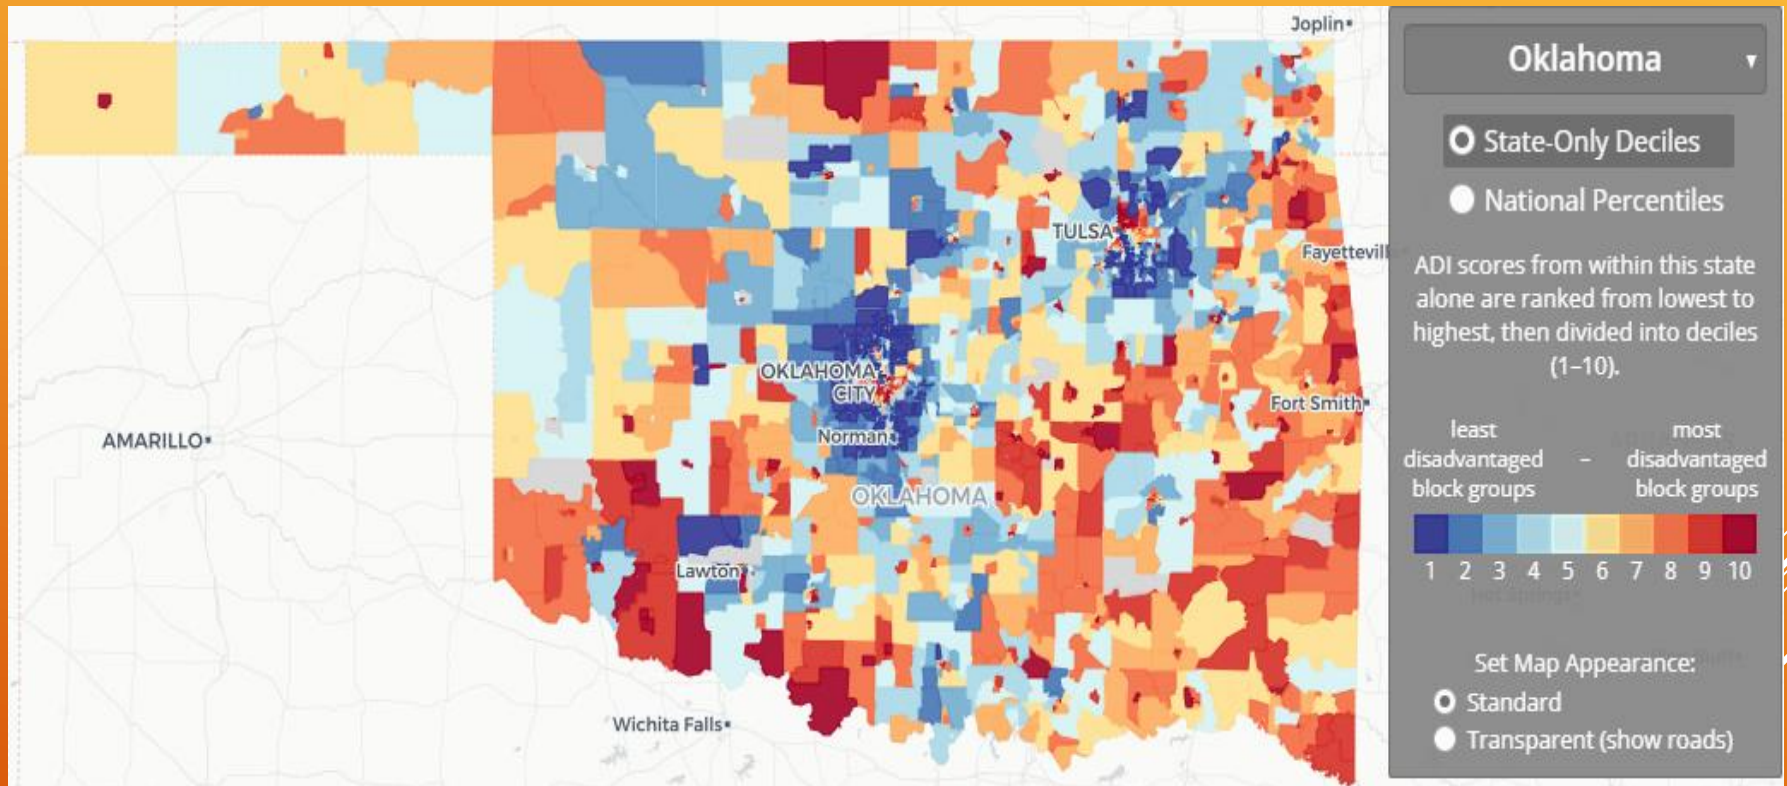 Joplin
AMARILLO
TULSA
Fayettevill
OKLAHOMA
CITY
Norman
Fort Smith
OKLAHOMA
Lawton
Wichita Falls
Oklahoma
State-Only Deciles
National Percentiles
ADI scores from within this state
alone are ranked from lowest to
highest, then divided into deciles
(1–10).
least
disadvantaged
block groups
–
most
disadvantaged
block groups
1 2 3 4 5 6 7 8 9 10
Set Map Appearance:
Standard
Transparent (show roads)